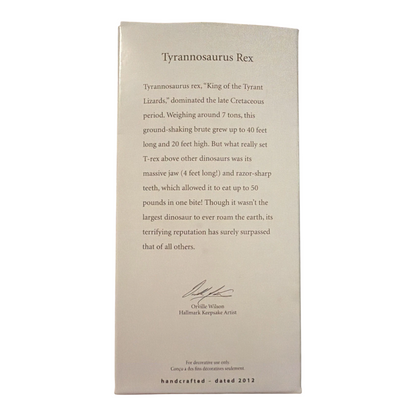 Tyrannosaurus Rex
Tyrannosaurus rex, "King of the Tyrant
Lizards," dominated the late Cretaceous
period. Weighing around 7 tons, this
ground-shaking brute grew up to 40 feet
long and 20 feet high. But what really set
T-rex above other dinosaurs was its
massive jaw (4 feet long!) and razor-sharp
teeth, which allowed it to eat up to 50
pounds in one bite! Though it wasn't the
largest dinosaur to ever roam the earth, its
terrifying reputation has surely surpassed
that of all others.
Orville Wilson
Hallmark Keepsake Artist
For decorative use only.
Conçu à des fins décoratives seulement.
handcrafted - dated 2012